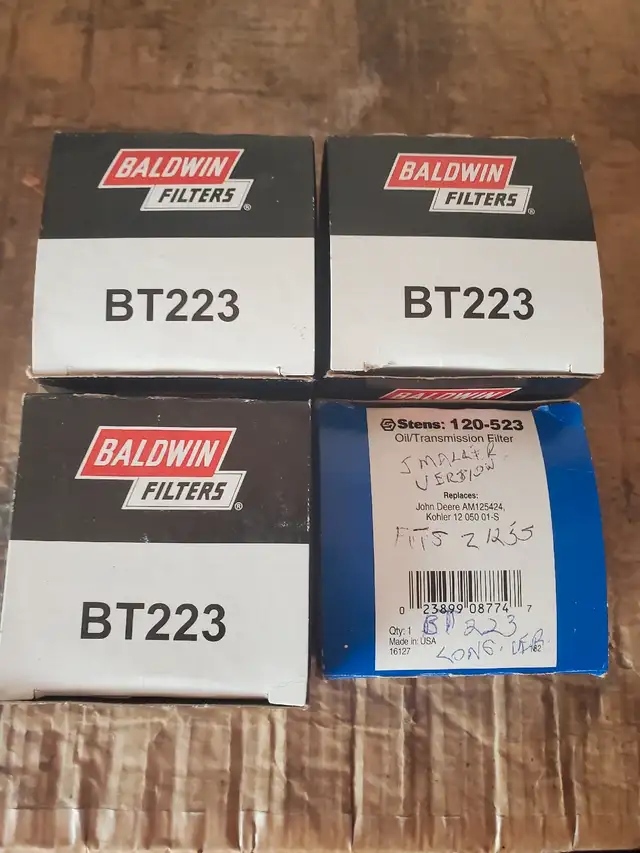 BALDWIN
FILTERS®
BT223
BALDWIN
FILTERS®
BT223
BALDWIN
BALDWIN
FILTERS®
BT223
Stens: 120-523
Oil/Transmission Filter
SMALLER
VERSION
Replaces:
John Deere AM125424,
Kohler 12 050 01-S
FITS Z 1235
0 23899 08774 7
Qty: 1 BT 223
Made in USA
LONG. VER.
16127